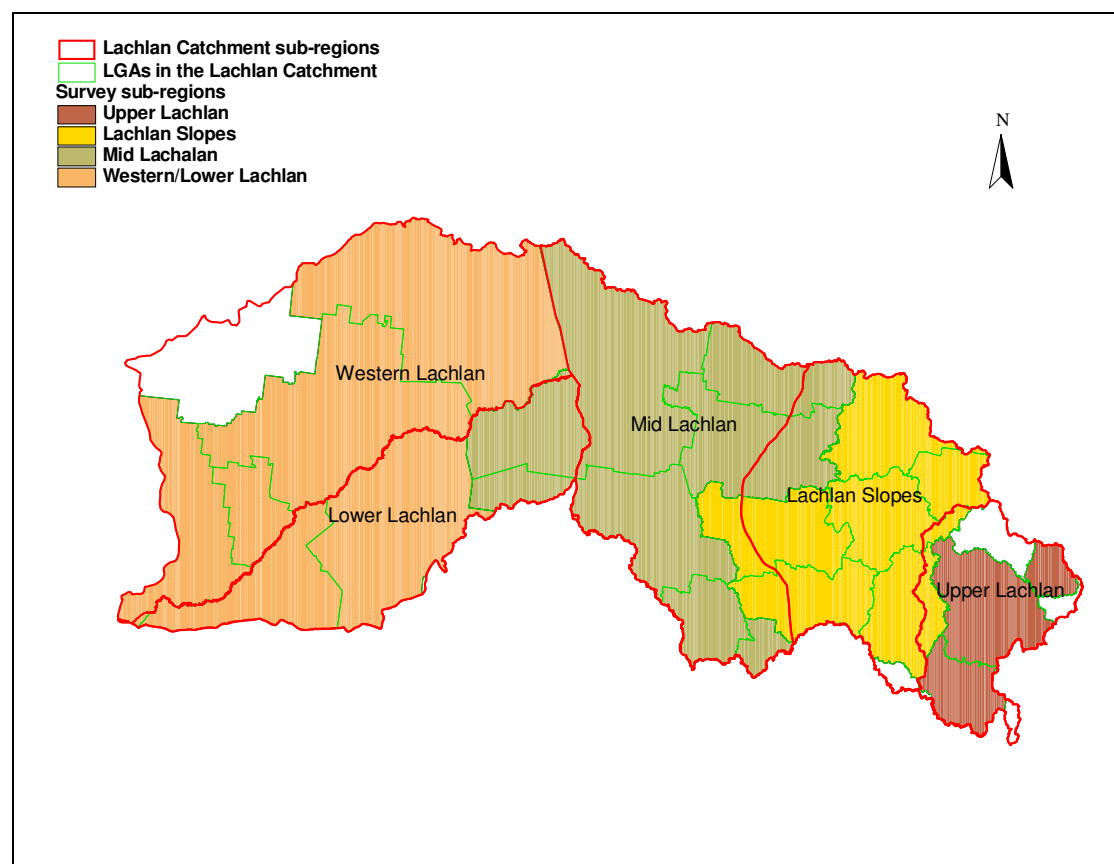 Lachlan Catchment sub-regions
LGAs in the Lachlan Catchment
Survey sub-regions
Upper Lachlan
Lachlan Slopes
Mid Lachalan
Western/Lower Lachlan
N
Western Lachlan
Mid Lachlan
Lachlan Slopes
Lower Lachlan
Upper Lachlan